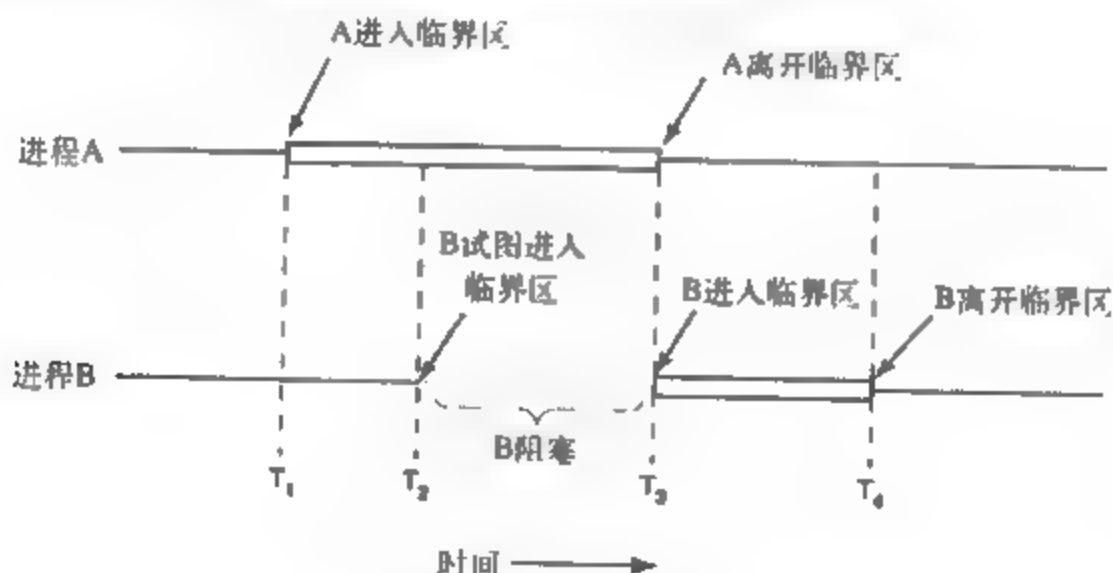 A进入临界区
A离开临界区
进程A
B试图进入
临界区
B进入临界区
B离开临界区
进程B
B阻塞
T₁
T₂
T₃
T₄
时间